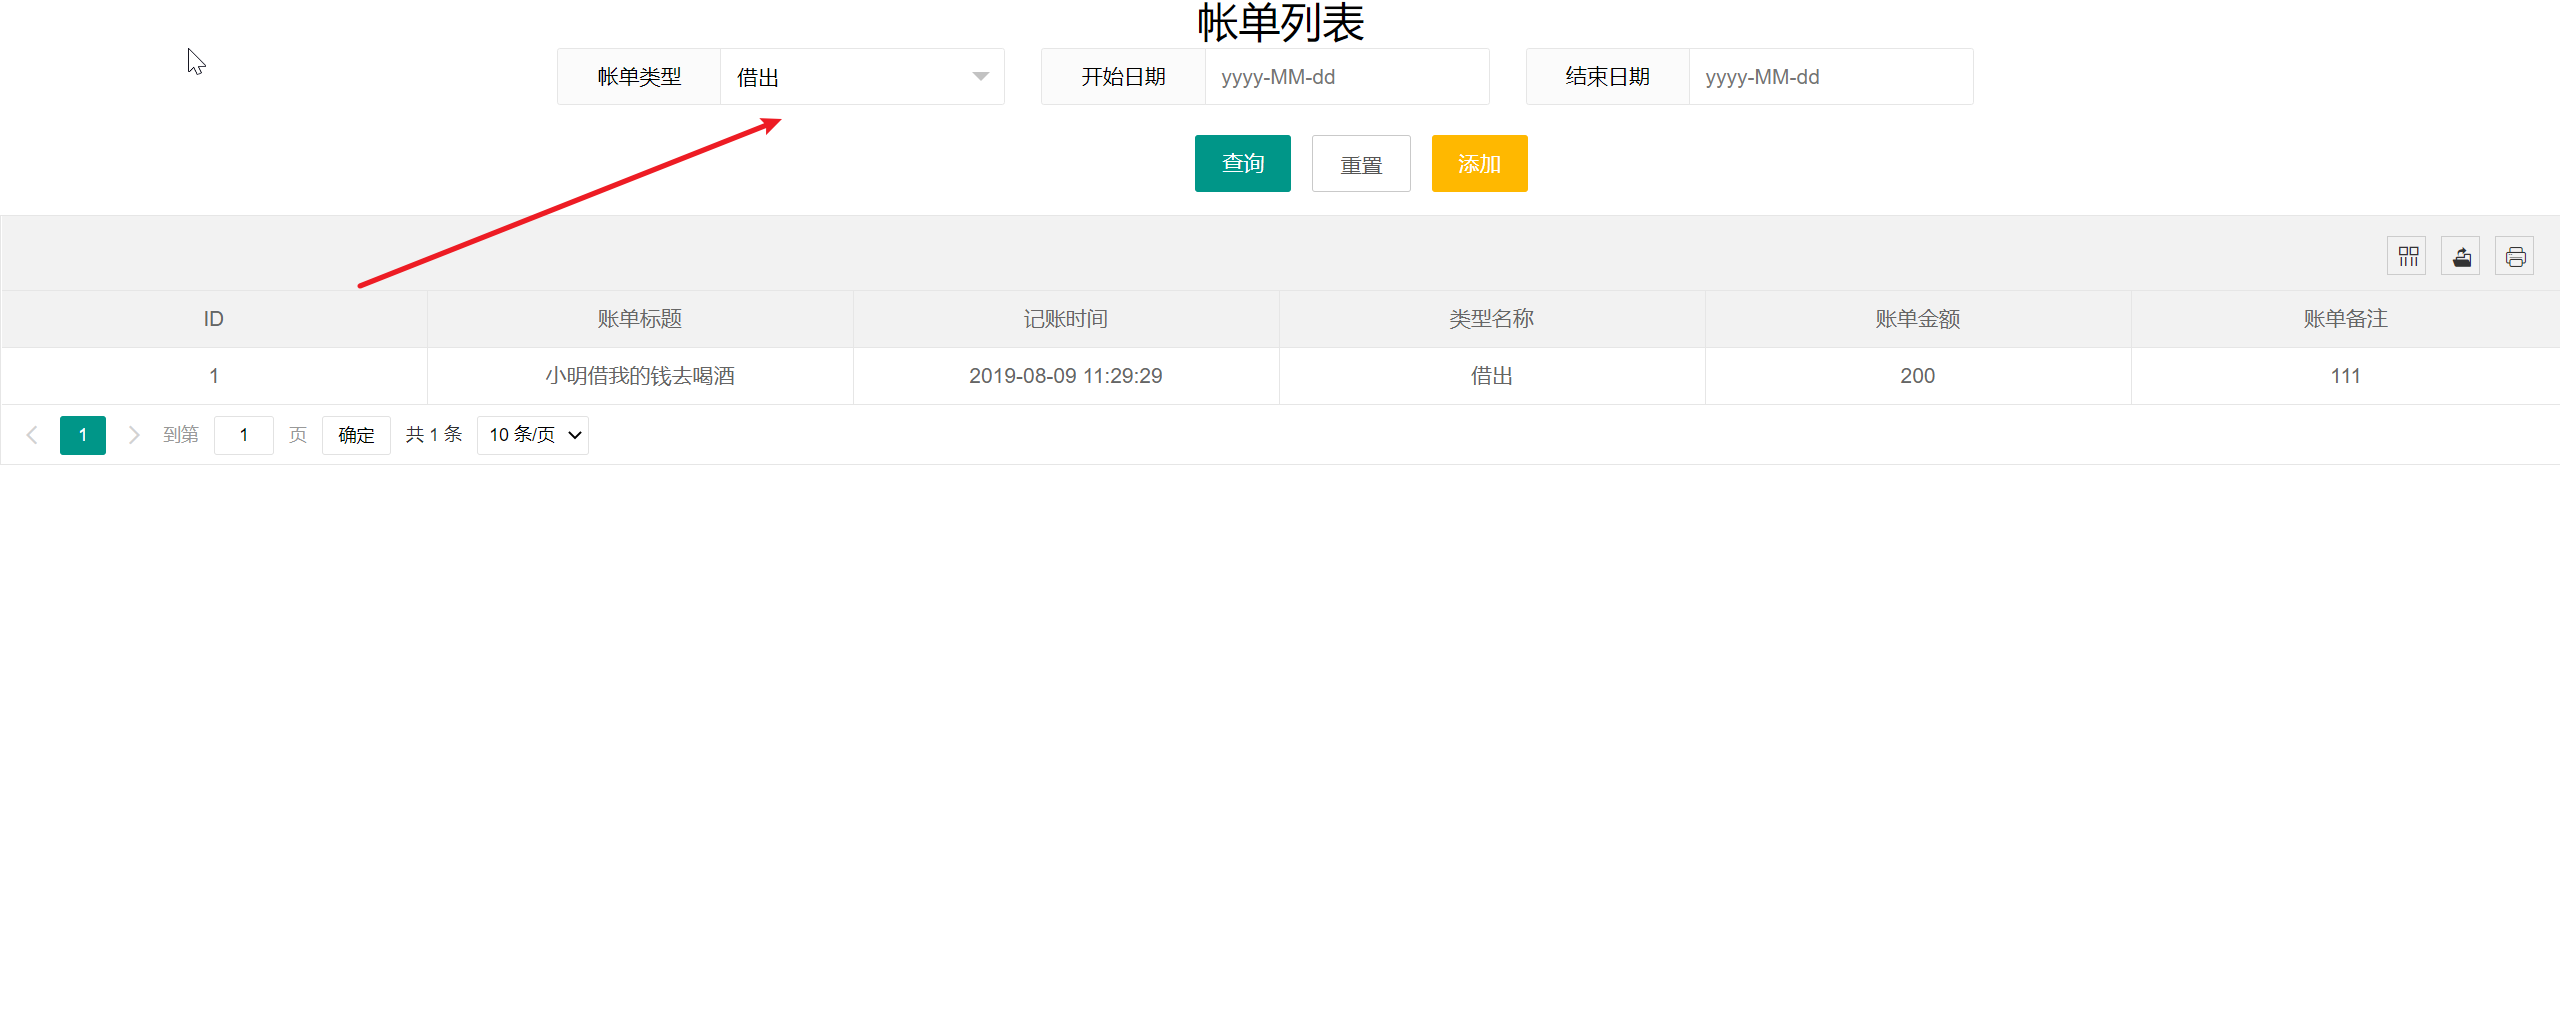 帐单列表
帐单类型 借出 开始日期 yyyy-MM-dd 结束日期 yyyy-MM-dd
查询 重置 添加
ID 账单标题 记账时间 类型名称 账单金额 账单备注
1 小明借我的钱去喝酒 2019-08-09 11:29:29 借出 200 111
1 到第 1 页 确定 共 1 条 10 条/页